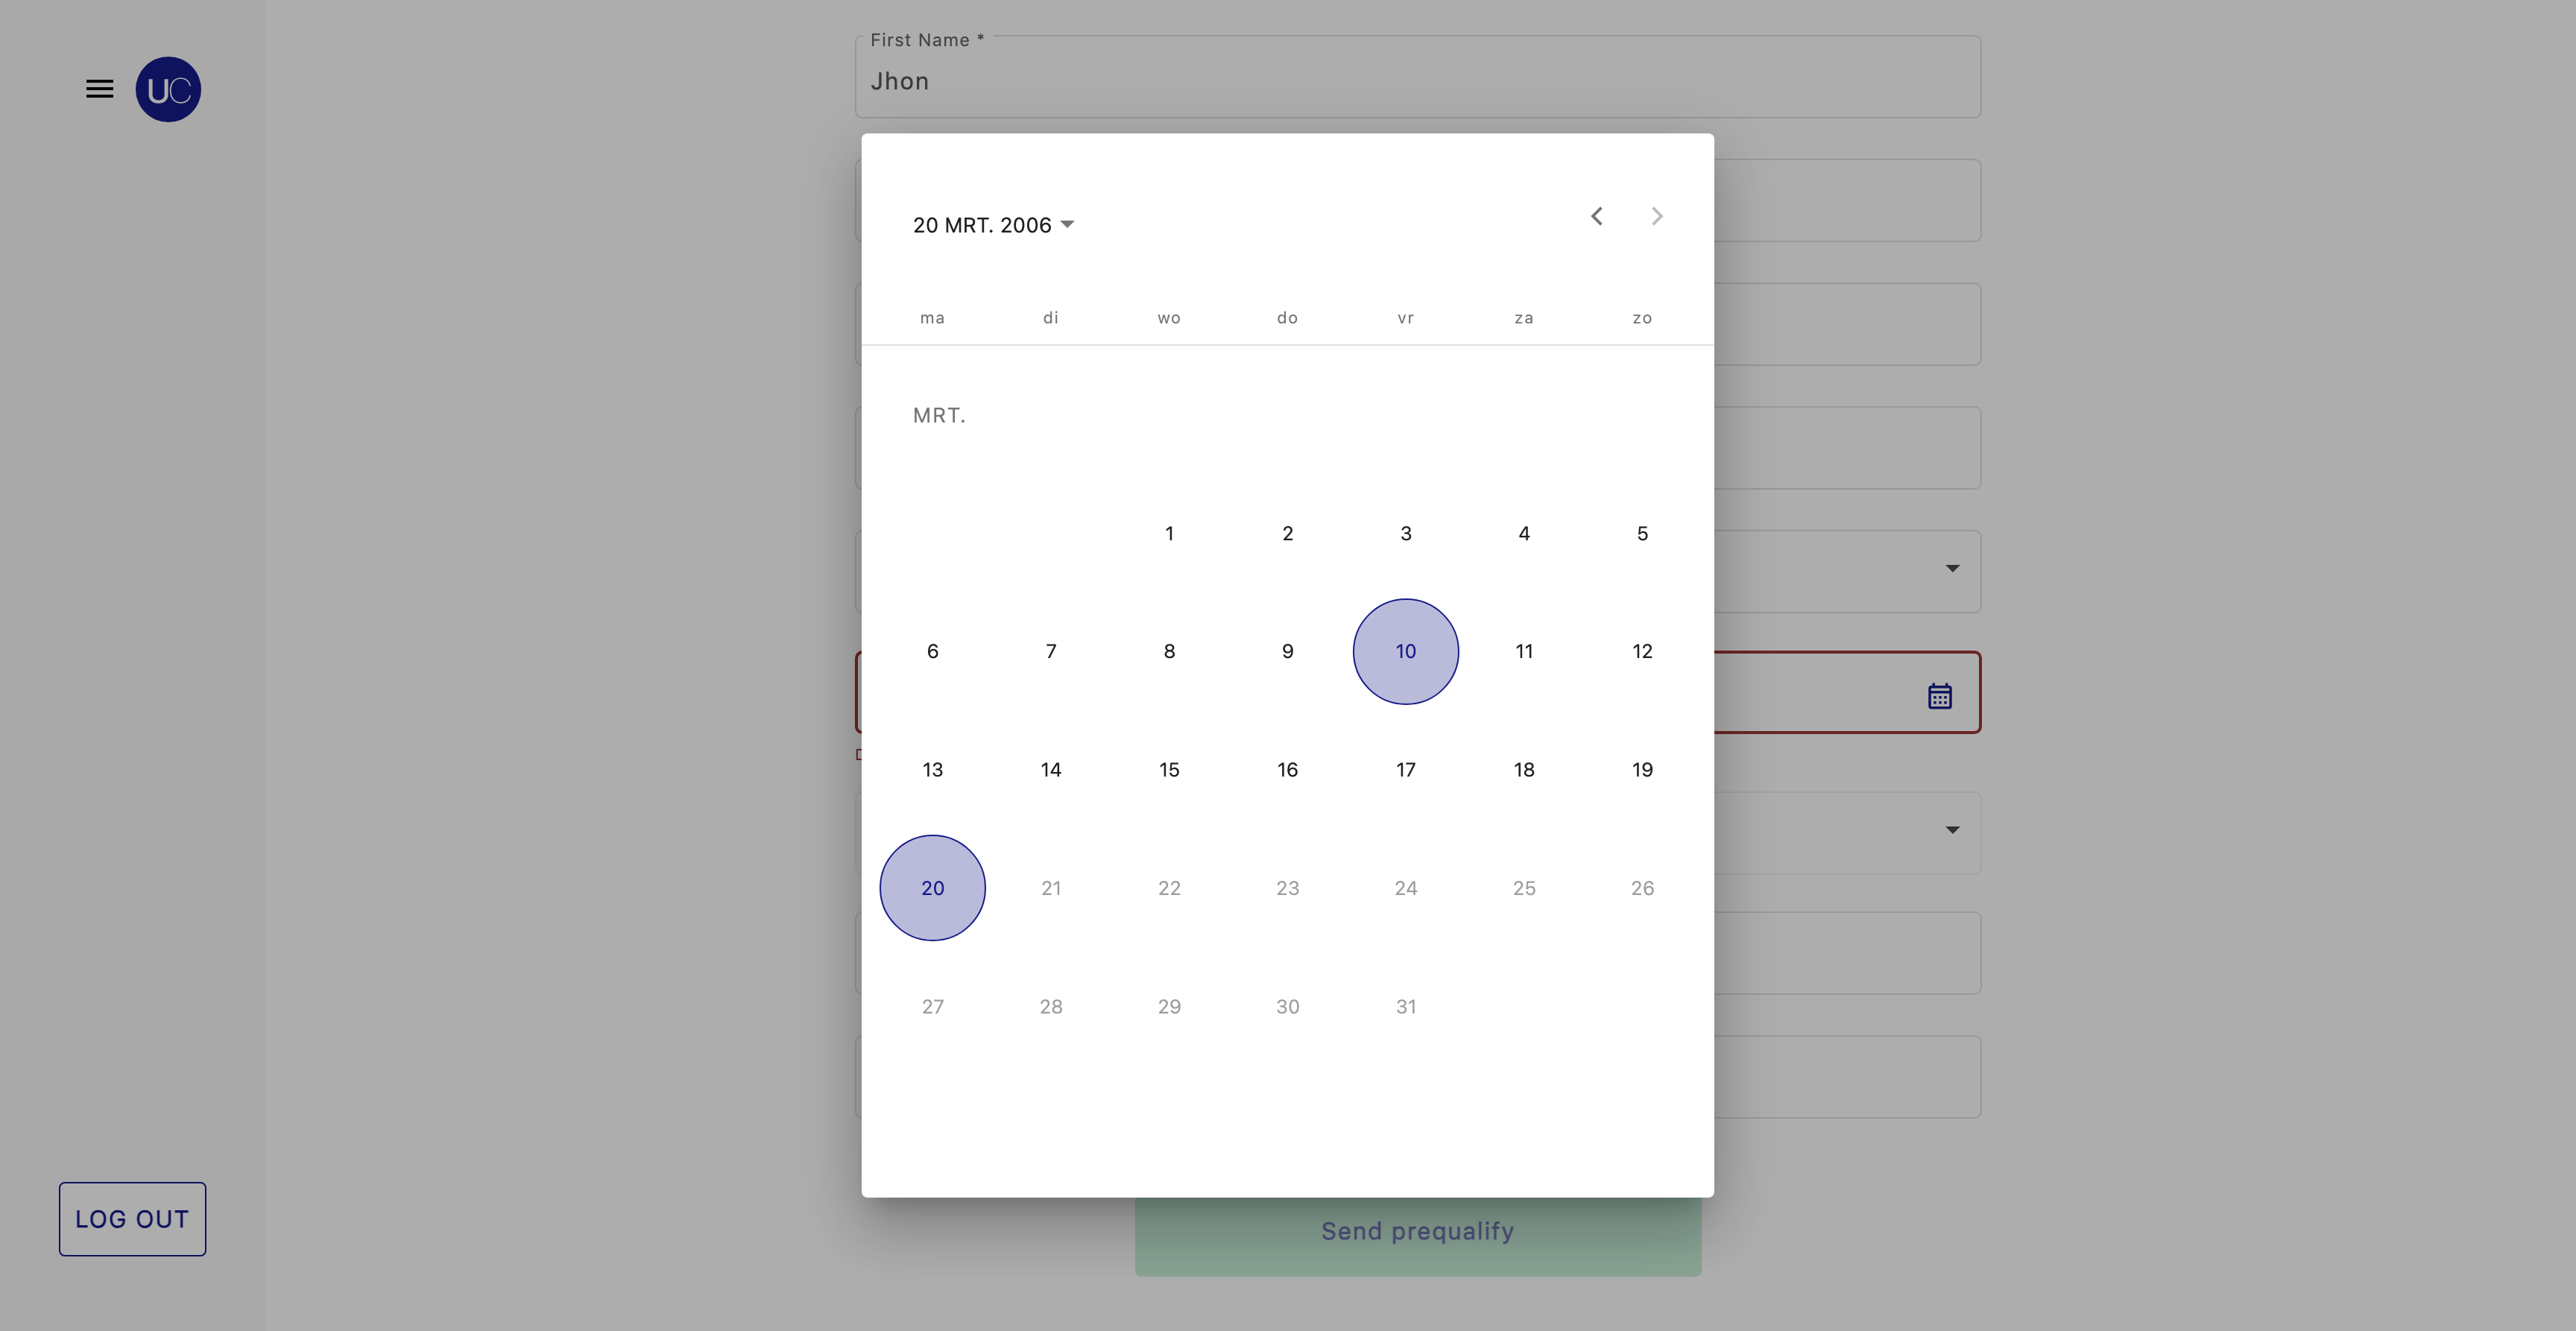 UC
First Name *
Jhon
20 MRT. 2006
ma di wo do vr za zo
MRT.
1 2 3 4 5
6 7 8 9 10 11 12
13 14 15 16 17 18 19
20 21 22 23 24 25 26
27 28 29 30 31
Send prequalify
LOG OUT